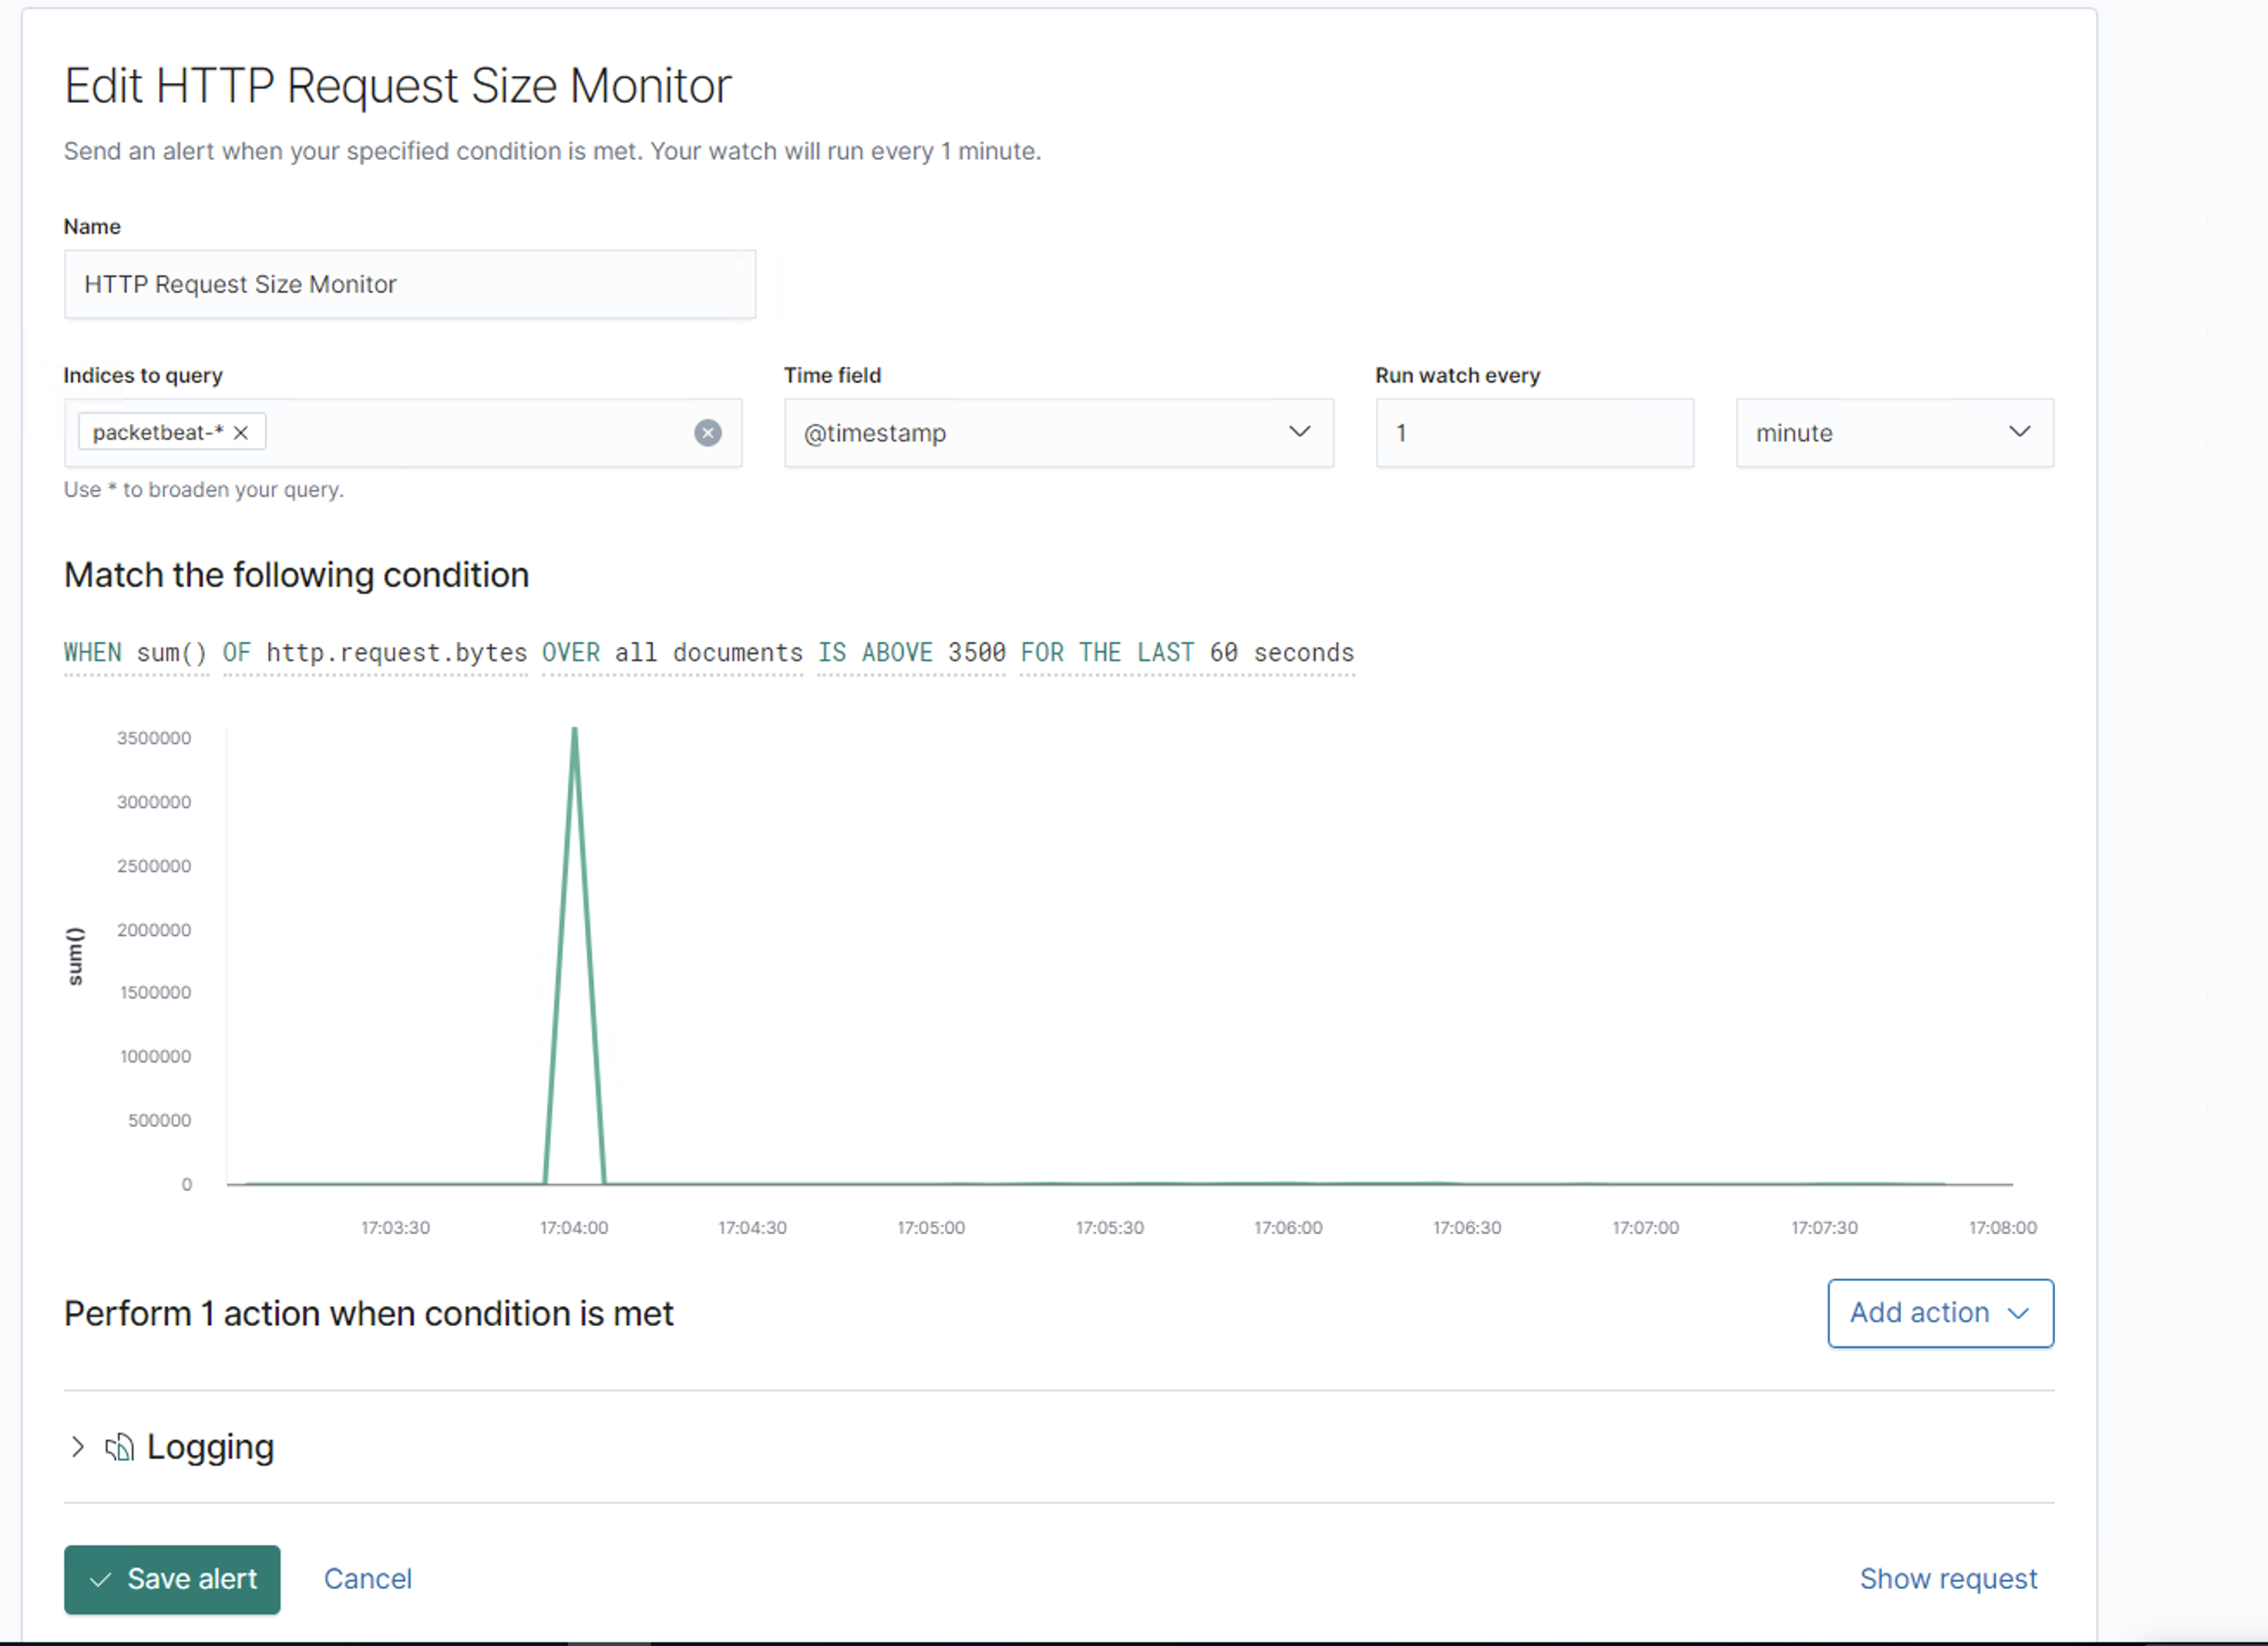 Edit HTTP Request Size Monitor
Send an alert when your specified condition is met. Your watch will run every 1 minute.
Name
HTTP Request Size Monitor
Indices to query
Time field
Run watch every
packetbeat-*
@timestamp
1
minute
Use * to broaden your query.
Match the following condition
WHEN sum() OF http.request.bytes OVER all documents IS ABOVE 3500 FOR THE LAST 60 seconds
3500000
3000000
2500000
2000000
1500000
1000000
500000
0
sum()
17:03:30 17:04:00 17:04:30 17:05:00 17:05:30 17:06:00 17:06:30 17:07:00 17:07:30 17:08:00
Perform 1 action when condition is met
Add action
Logging
Save alert
Cancel
Show request